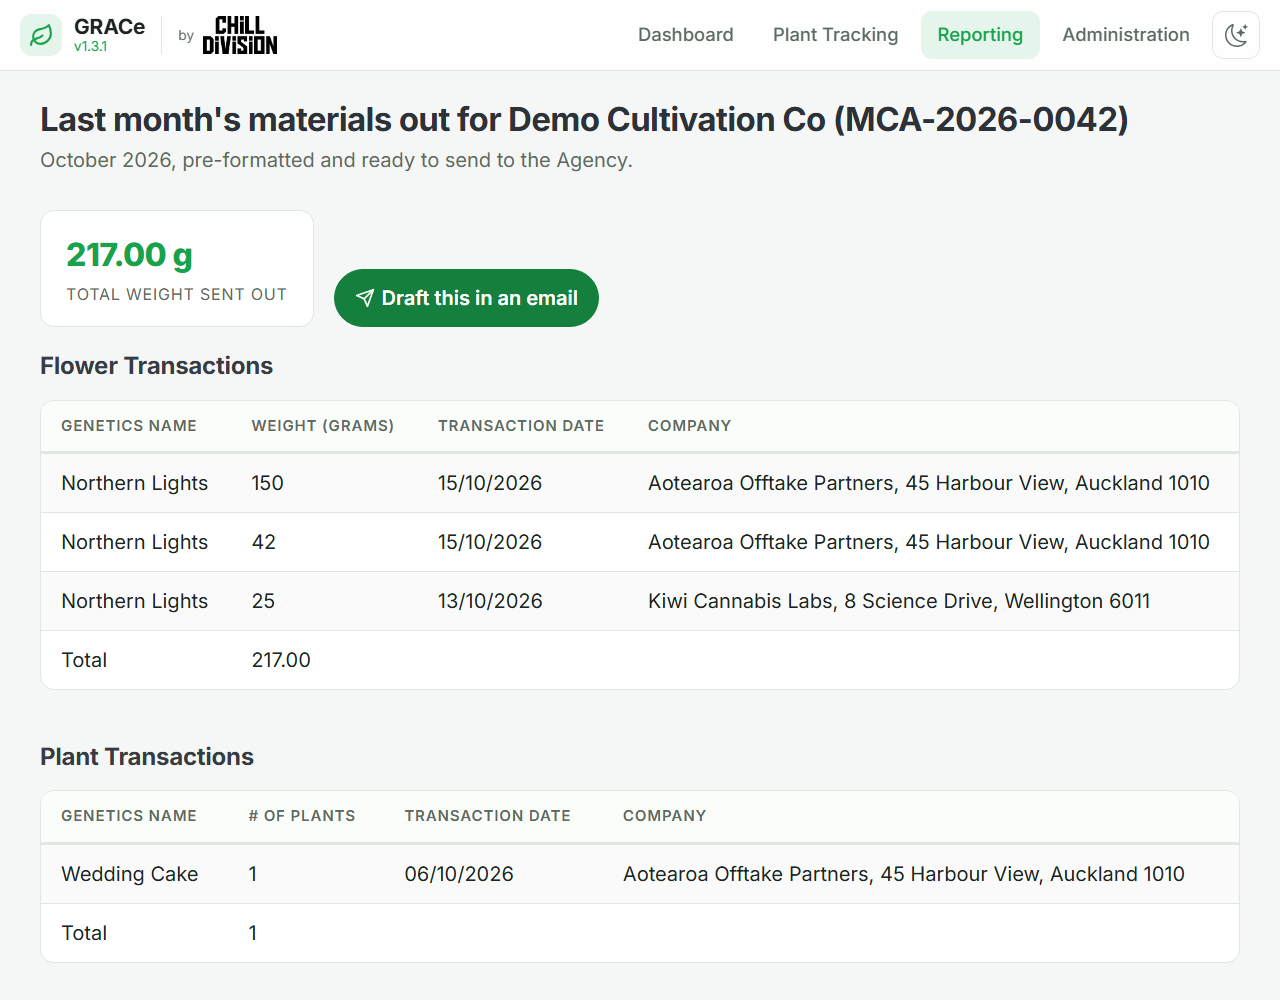 GRACe
v1.3.1
by
CHILL
DIVISION
Dashboard
Plant Tracking
Reporting
Administration
Last month's materials out for Demo Cultivation Co (MCA-2026-0042)
October 2026, pre-formatted and ready to send to the Agency.
217.00 g
TOTAL WEIGHT SENT OUT
Draft this in an email
Flower Transactions
GENETICS NAME WEIGHT (GRAMS) TRANSACTION DATE COMPANY
Northern Lights 150 15/10/2026 Aotearoa Offtake Partners, 45 Harbour View, Auckland 1010
Northern Lights 42 15/10/2026 Aotearoa Offtake Partners, 45 Harbour View, Auckland 1010
Northern Lights 25 13/10/2026 Kiwi Cannabis Labs, 8 Science Drive, Wellington 6011
Total 217.00
Plant Transactions
GENETICS NAME # OF PLANTS TRANSACTION DATE COMPANY
Wedding Cake 1 06/10/2026 Aotearoa Offtake Partners, 45 Harbour View, Auckland 1010
Total 1